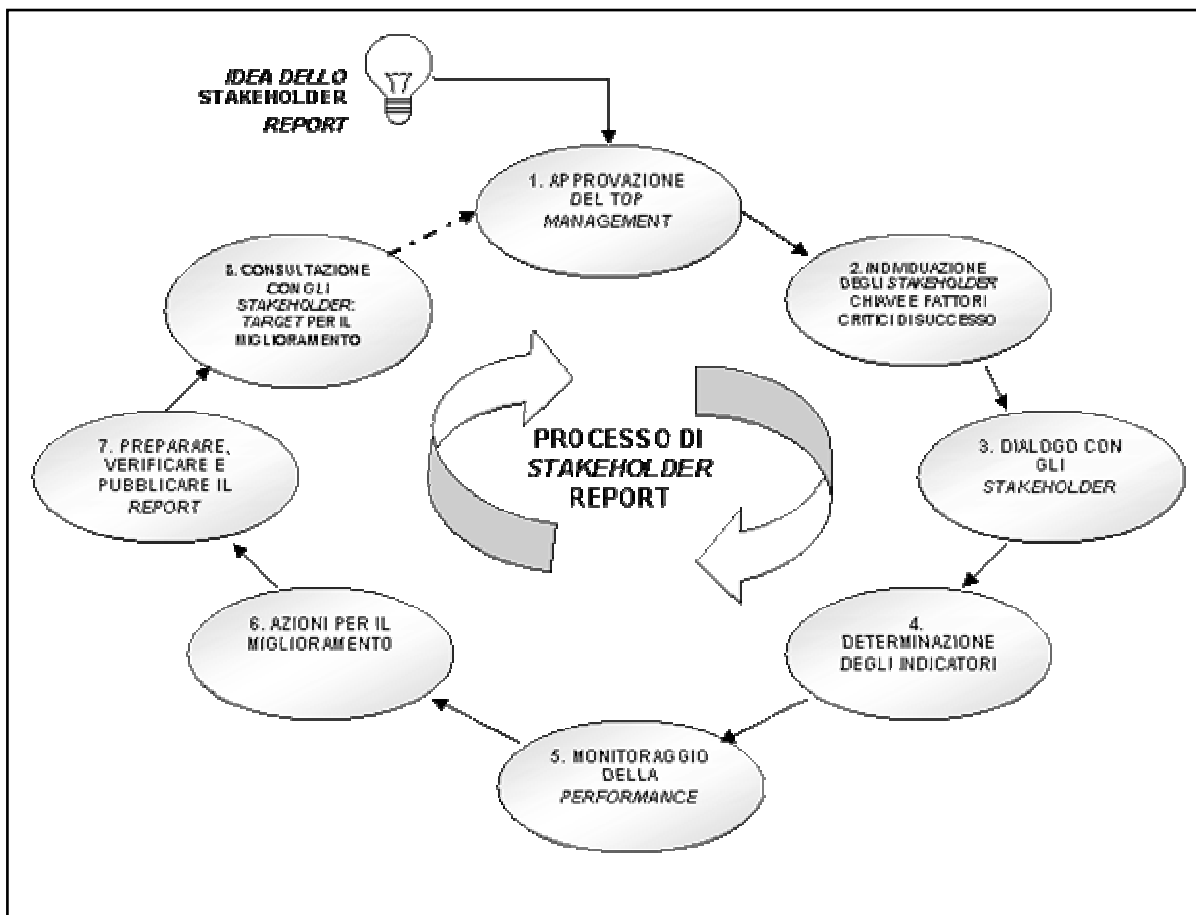 IDEA DELLO
STAKEHOLDER
REPORT
1. APPROVAZIONE
DEL TOP
MANAGEMENT
2. INDIVIDUAZIONE
DEGLI STAKEHOLDER
CHIAVE E FATTORI
CRITICI DI SUCCESSO
3. DIALOGO CON
GLI
STAKEHOLDER
4.
DETERMINAZIONE
DEGLI INDICATORI
5. MONITORAGGIO
DELLA
PERFORMANCE
6. AZIONI PER IL
MIGLIORAMENTO
7. PREPARARE,
VERIFICARE E
PUBBLICARE IL
REPORT
8. CONSULTAZIONE
CON GLI
STAKEHOLDER:
TARGET PER IL
MIGLIORAMENTO
PROCESSO DI
STAKEHOLDER
REPORT